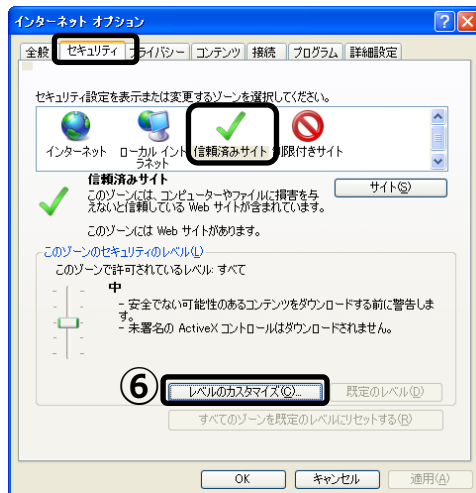 インターネット オプション
全般 セキュリティ プライバシー コンテンツ 接続 プログラム 詳細設定
セキュリティ設定を表示または変更するゾーンを選択してください。
インターネット ローカル イントラネット 信頼済みサイト 制限付きサイト
信頼済みサイト
サイト(S)
このゾーンには、コンピューターやファイルに損害を与
えないと信頼している Web サイトが含まれています。
このゾーンには Web サイトがあります。
このゾーンのセキュリティのレベル(L)
このゾーンで許可されているレベル: すべて
中
- 安全でない可能性のあるコンテンツをダウンロードする前に警告しま
す。
- 未署名の ActiveX コントロールはダウンロードされません。
⑥ レベルのカスタマイズ(C)... 既定のレベル(D)
すべてのゾーンを既定のレベルにリセットする(R)
OK キャンセル 適用(A)